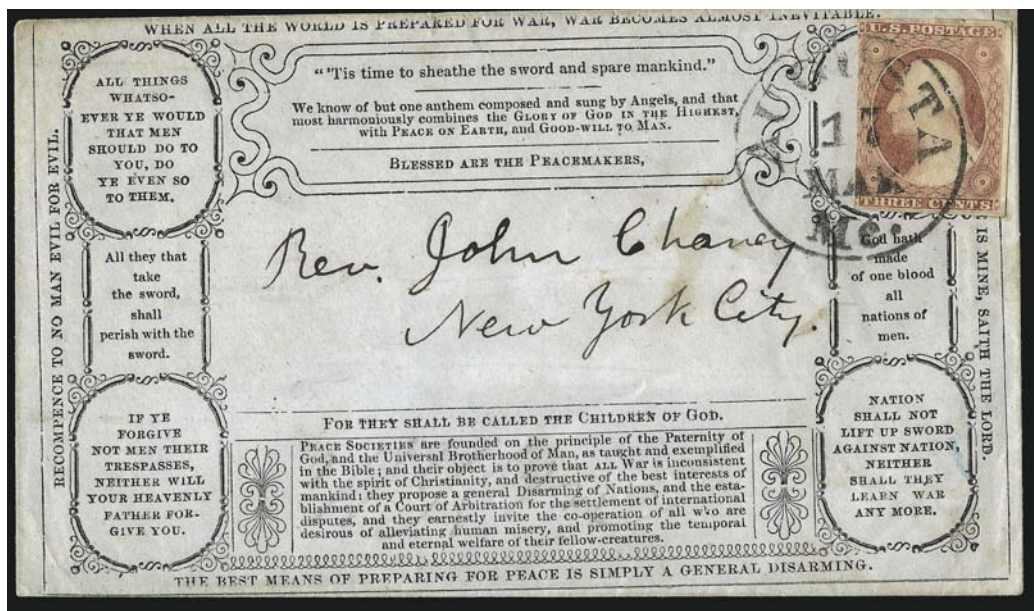 WHEN ALL THE WORLD IS PREPARED FOR WAR, WAR BECOMES ALMOST INEVITABLE.
RECOMPENCE TO NO MAN EVIL FOR EVIL.
ALL THINGS
WHATSO-
EVER YE WOULD
THAT MEN
SHOULD DO TO
YOU, DO
YE EVEN SO
TO THEM.
All they that
take
the sword,
shall
perish with the
sword.
IF YE
FORGIVE
NOT MEN THEIR
TRESPASSES,
NEITHER WILL
YOUR HEAVENLY
FATHER FOR-
GIVE YOU.
"'Tis time to sheathe the sword and spare mankind."
We know of but one anthem composed and sung by Angels, and that
most harmoniously combines the GLORY OF GOD IN THE HIGHEST,
with PEACE ON EARTH, and GOOD-WILL TO MAN.
BLESSED ARE THE PEACEMAKERS,
Rev. John Chaney
New York City.
FOR THEY SHALL BE CALLED THE CHILDREN OF GOD.
PEACE SOCIETIES are founded on the principle of the Paternity of
God, and the Universal Brotherhood of Man, as taught and exemplified
in the Bible; and their object is to prove that ALL War is inconsistent
with the spirit of Christianity, and destructive of the best interests of
mankind: they propose a general Disarming of Nations, and the esta-
blishment of a Court of Arbitration for the settlement of international
disputes, and they earnestly invite the co-operation of all who are
desirous of alleviating human misery, and promoting the temporal
and eternal welfare of their fellow-creatures.
U.S. POSTAGE
THREE CENTS
AUGUSTA
MAR
Me.
God hath
made
of one blood
all
nations of
men.
NATION
SHALL NOT
LIFT UP SWORD
AGAINST NATION,
NEITHER
SHALL THEY
LEARN WAR
ANY MORE.
IS MINE, SAITH THE LORD.
THE BEST MEANS OF PREPARING FOR PEACE IS SIMPLY A GENERAL DISARMING.